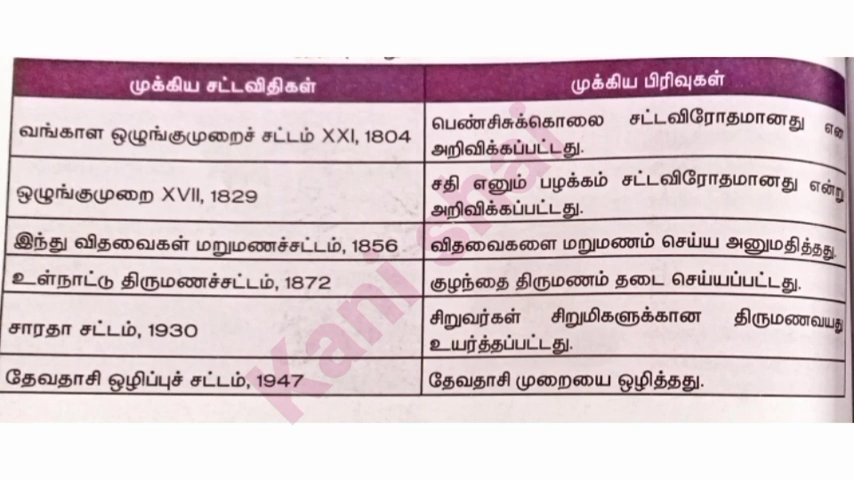 முக்கிய சட்டவிதிகள்
முக்கிய பிரிவுகள்
வங்காள ஒழுங்குமுறைச் சட்டம் XXI, 1804
பெண்சிசுக்கொலை சட்டவிரோதமானது என
அறிவிக்கப்பட்டது.
ஒழுங்குமுறை XVII, 1829
சதி எனும் பழக்கம் சட்டவிரோதமானது என்று
அறிவிக்கப்பட்டது.
இந்து விதவைகள் மறுமணச்சட்டம், 1856
விதவைகளை மறுமணம் செய்ய அனுமதித்தது.
உள்நாட்டு திருமணச்சட்டம், 1872
குழந்தை திருமணம் தடை செய்யப்பட்டது.
சாரதா சட்டம், 1930
சிறுவர்கள் சிறுமிகளுக்கான திருமணவயது
உயர்த்தப்பட்டது.
தேவதாசி ஒழிப்புச் சட்டம், 1947
தேவதாசி முறையை ஒழித்தது.
Kani shai